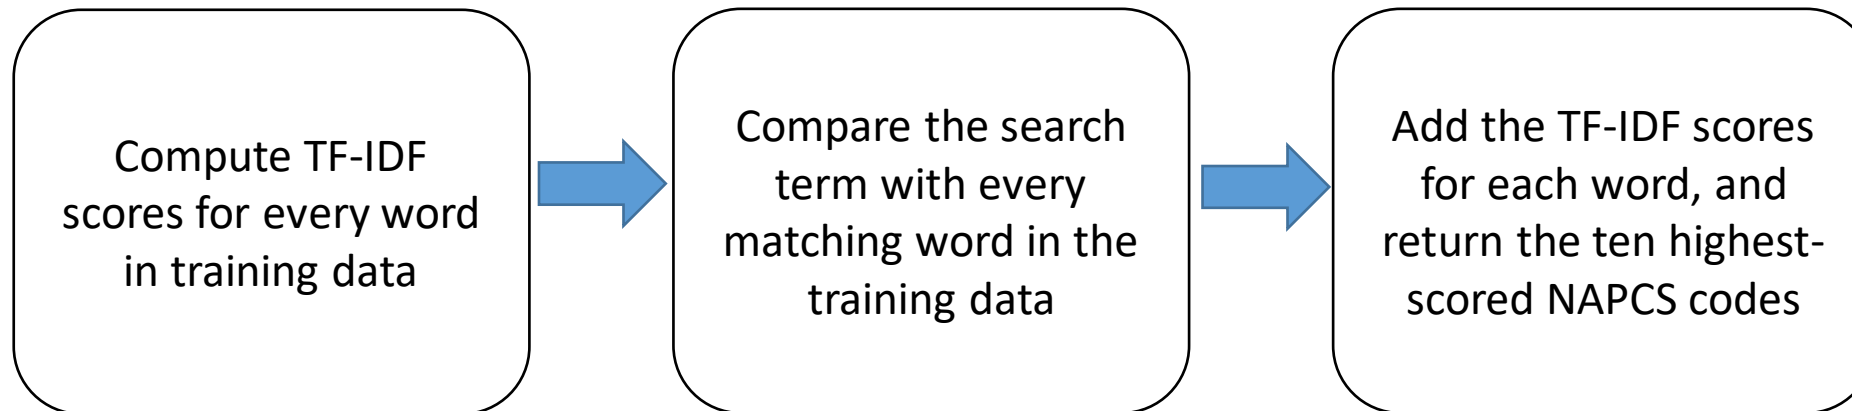 Compute TF-IDF
scores for every word
in training data
Compare the search
term with every
matching word in the
training data
Add the TF-IDF scores
for each word, and
return the ten highest-
scored NAPCS codes